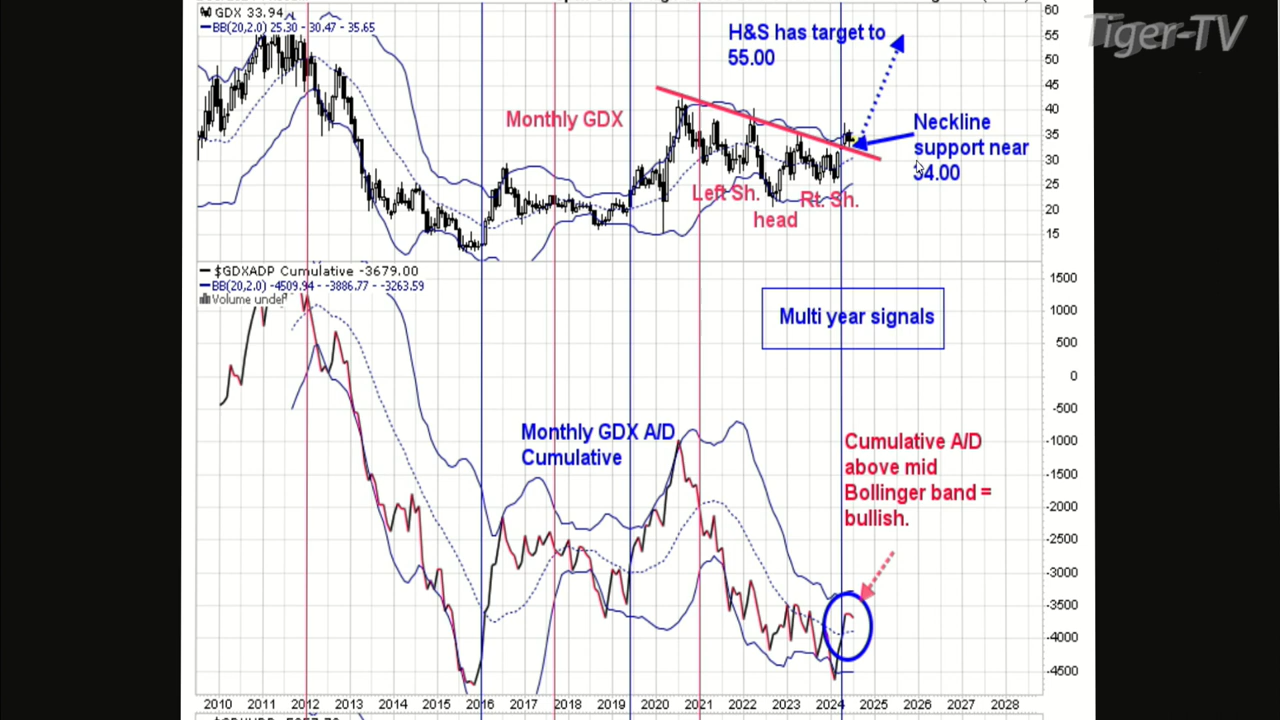 GDX 33.94
BB(20,2.0) 25.30 - 30.47 - 35.65
Tiger-TV
H&S has target to
55.00
Monthly GDX
Neckline
support near
34.00
Left Sh.
Rt. Sh.
head
60
55
50
45
40
35
30
25
20
15
$GDXADP Cumulative -3679.00
BB(20,2.0) -4509.94 - -3886.77 - -3263.59
Volume undef
Multi year signals
Monthly GDX A/D
Cumulative
Cumulative A/D
above mid
Bollinger band =
bullish.
1500
1000
500
0
-500
-1000
-1500
-2000
-2500
-3000
-3500
-4000
-4500
2010 2011 2012 2013 2014 2015 2016 2017 2018 2019 2020 2021 2022 2023 2024 2025 2026 2027 2028